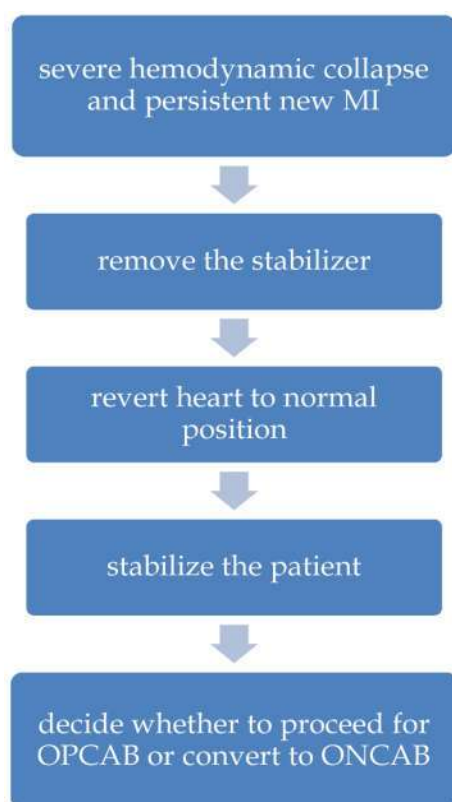 severe hemodynamic collapse
and persistent new MI
remove the stabilizer
revert heart to normal
position
stabilize the patient
decide whether to proceed for
OPCAB or convert to ONCAB